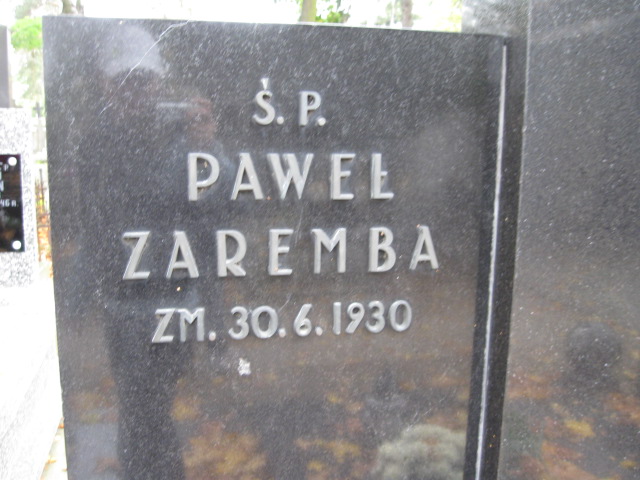 Ś. P.
PAWEŁ
ZAREMBA
ZM. 30. 6. 1930